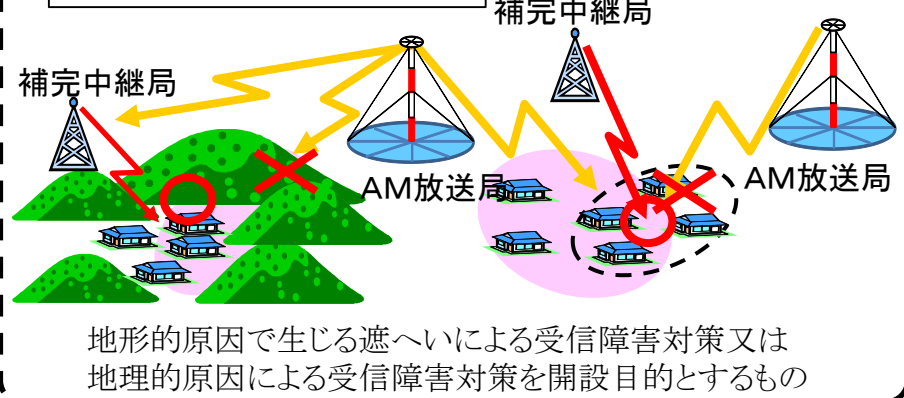 補完中継局
補完中継局
AM放送局
AM放送局
地形的原因で生じる遮へいによる受信障害対策又は
地理的原因による受信障害対策を開設目的とするもの